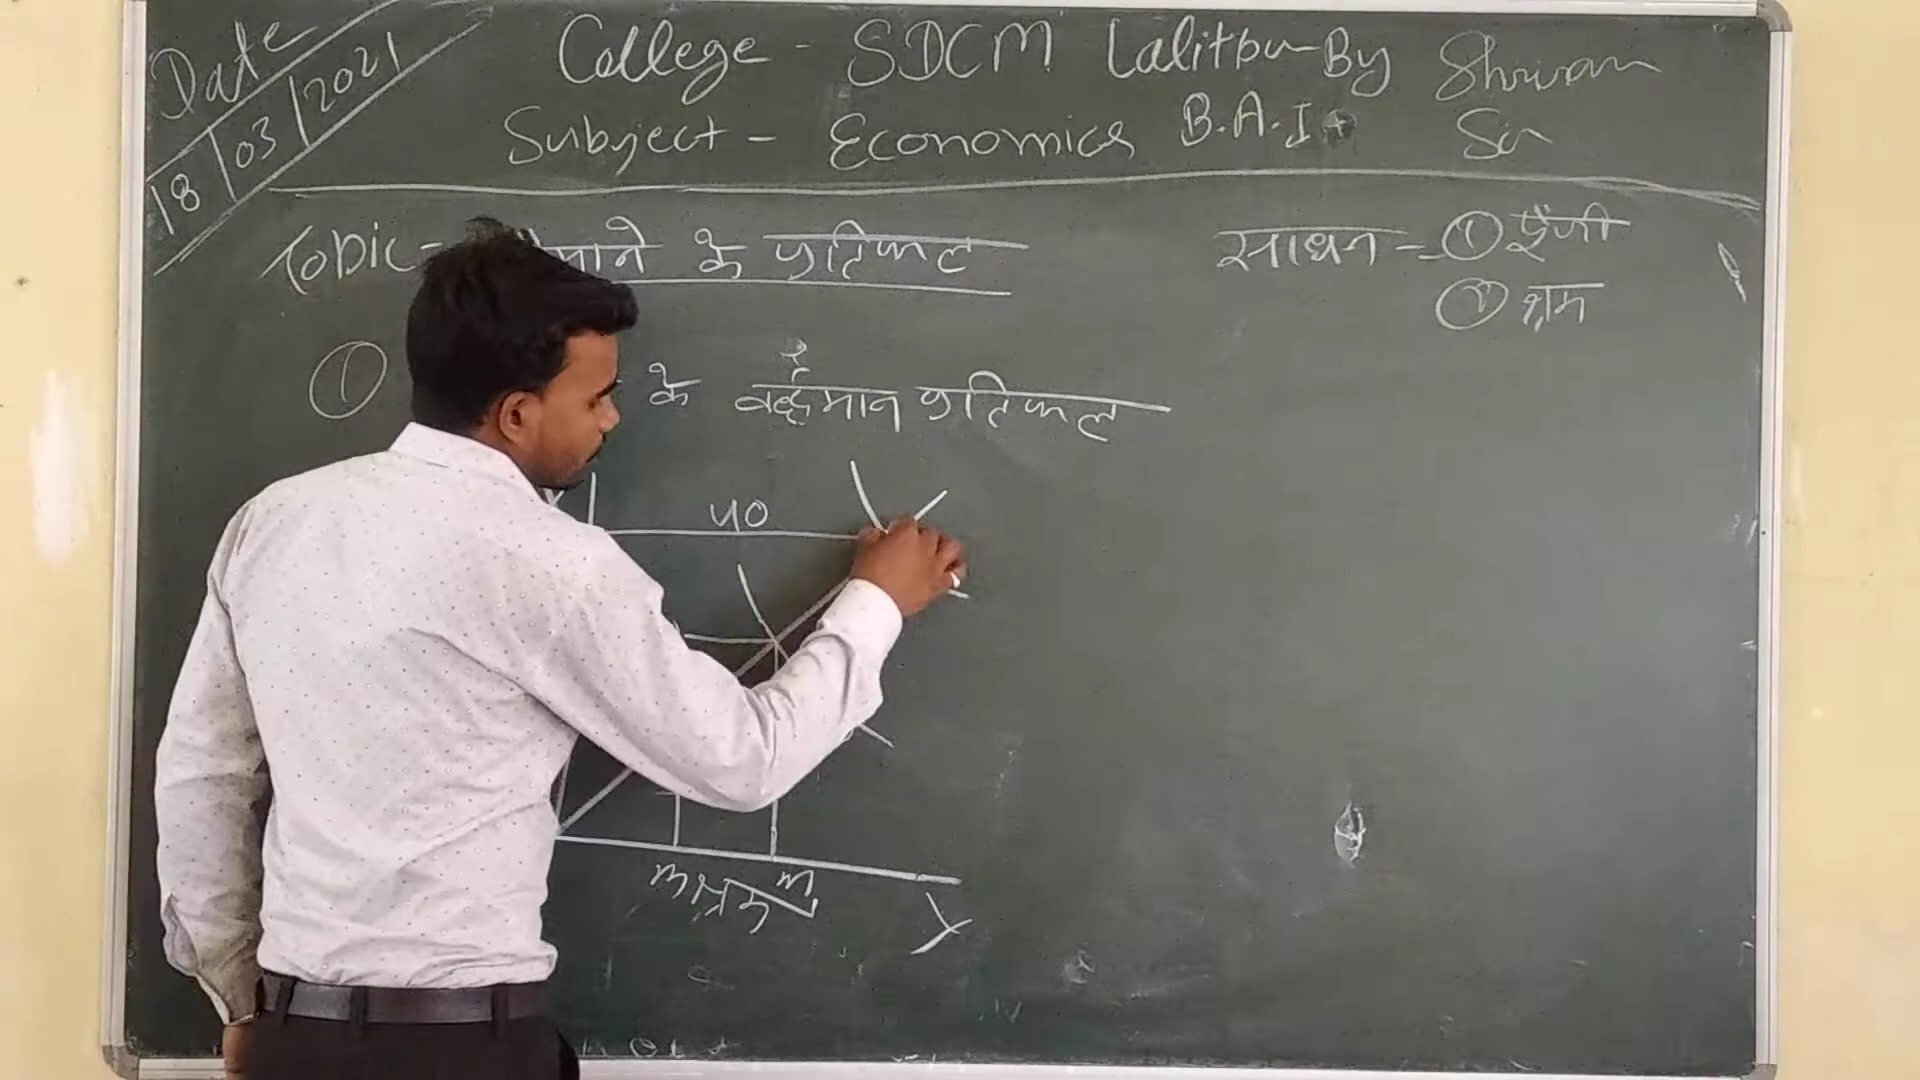 Date
18/03/2021
College - SDCM Lalitpur By Shivam Sir
Subject - Economics B.A.I
Topic - पैमाने के प्रतिफल
साधन - ① पूँजी
② श्रम
① के वर्द्धमान प्रतिफल
40
m श्रम m
X